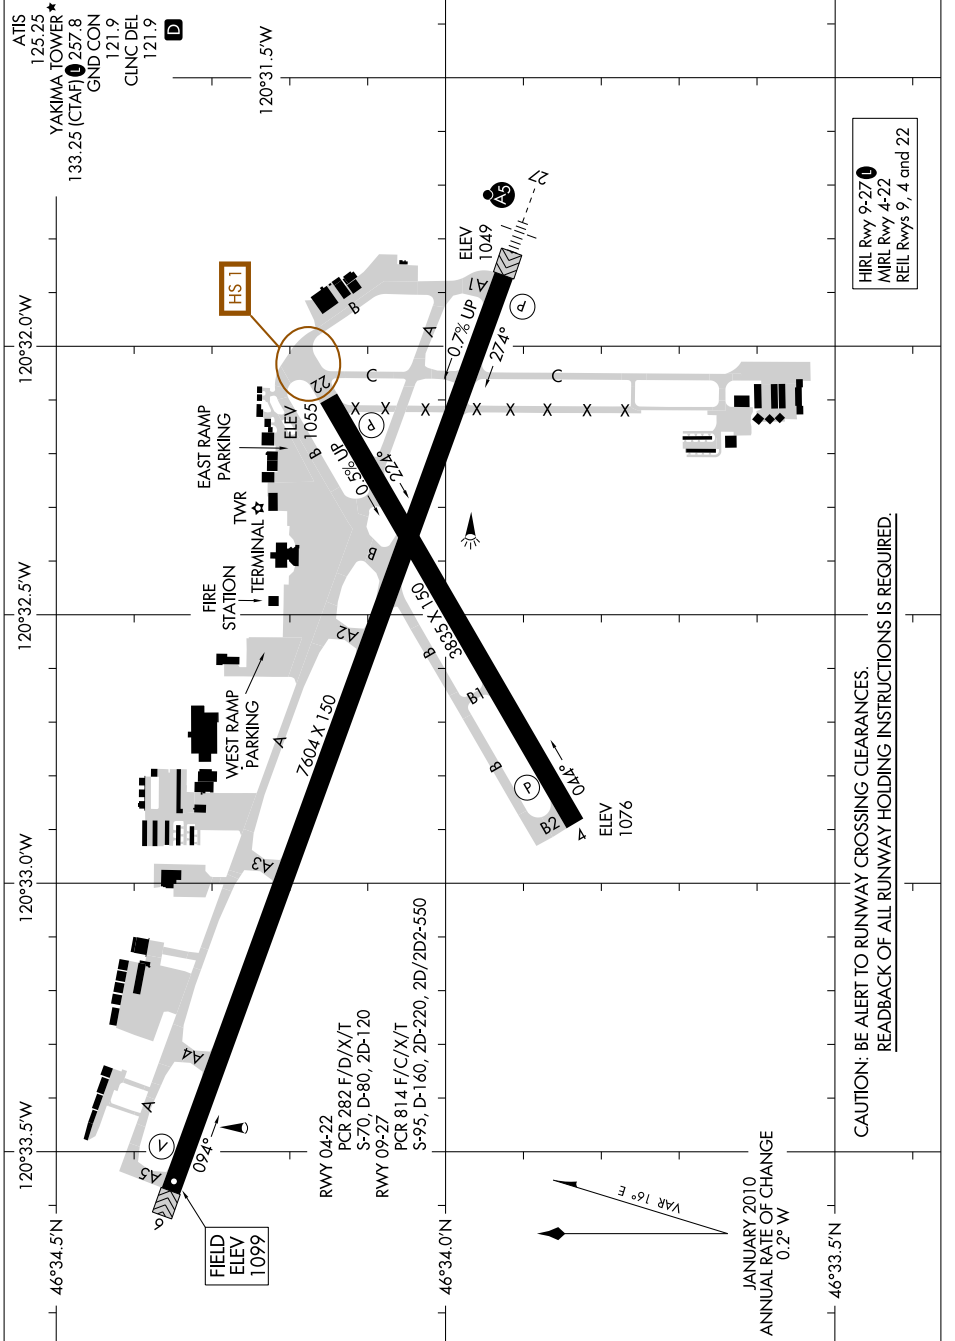 ATIS
125.25
YAKIMA TOWER
133.25 (CTAF) L 257.8
GND CON
121.9
CLNC DEL
121.9
D
120°31.5'W
120°32.0'W
120°32.5'W
120°33.0'W
120°33.5'W
46°34.5'N
46°34.0'N
46°33.5'N
HS 1
EAST RAMP
PARKING
TWR
TERMINAL
FIRE
STATION
WEST RAMP
PARKING
ELEV
1055
ELEV
1049
ELEV
1076
FIELD
ELEV
1099
22
27
4
9
A5
0.7% UP
274°
0.5% UP
224°
044°
094°
7604 X 150
3835 X 150
A
A
A
A1
A2
A3
A4
A5
B
B
B
B
B
B1
B2
C
C
X X X X X X X X
P
P
P
V
HIRL Rwy 9-27 L
MIRL Rwy 4-22
REIL Rwys 9, 4 and 22
RWY 04-22
PCR 282 F/D/X/T
S-70, D-80, 2D-120
RWY 09-27
PCR 814 F/C/X/T
S-95, D-160, 2D-220, 2D/2D2-550
VAR 16° E
JANUARY 2010
ANNUAL RATE OF CHANGE
0.2° W
CAUTION: BE ALERT TO RUNWAY CROSSING CLEARANCES.
READBACK OF ALL RUNWAY HOLDING INSTRUCTIONS IS REQUIRED.